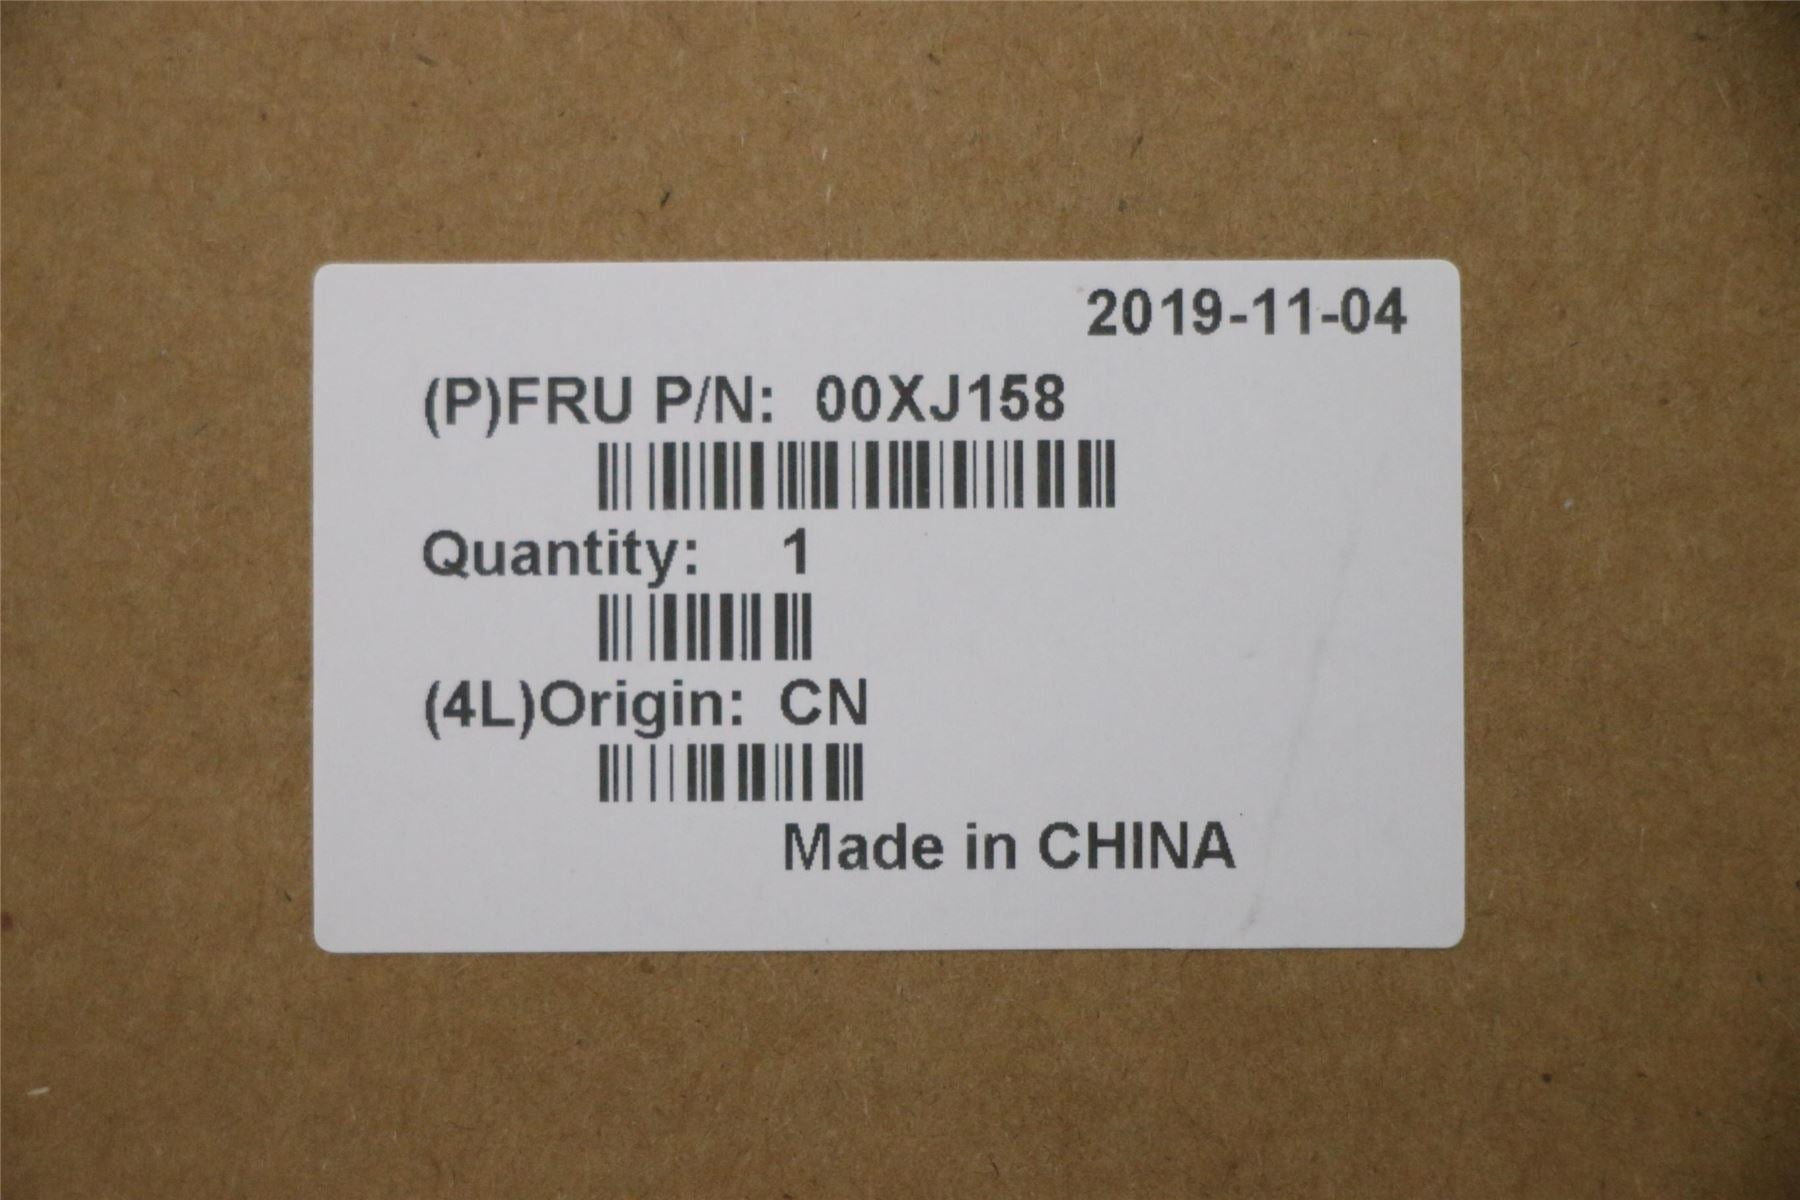 2019-11-04
(P)FRU P/N: 00XJ158
Quantity: 1
(4L)Origin: CN
Made in CHINA